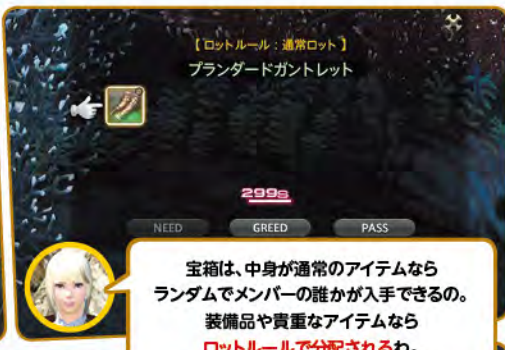 【 ロットルール：通常ロット 】
プランダードガントレット
299s
NEED GREED PASS
宝箱は、中身が通常のアイテムなら
ランダムでメンバーの誰かが入手できるの。
装備品や貴重なアイテムなら
ロットルールで分配されるわ。